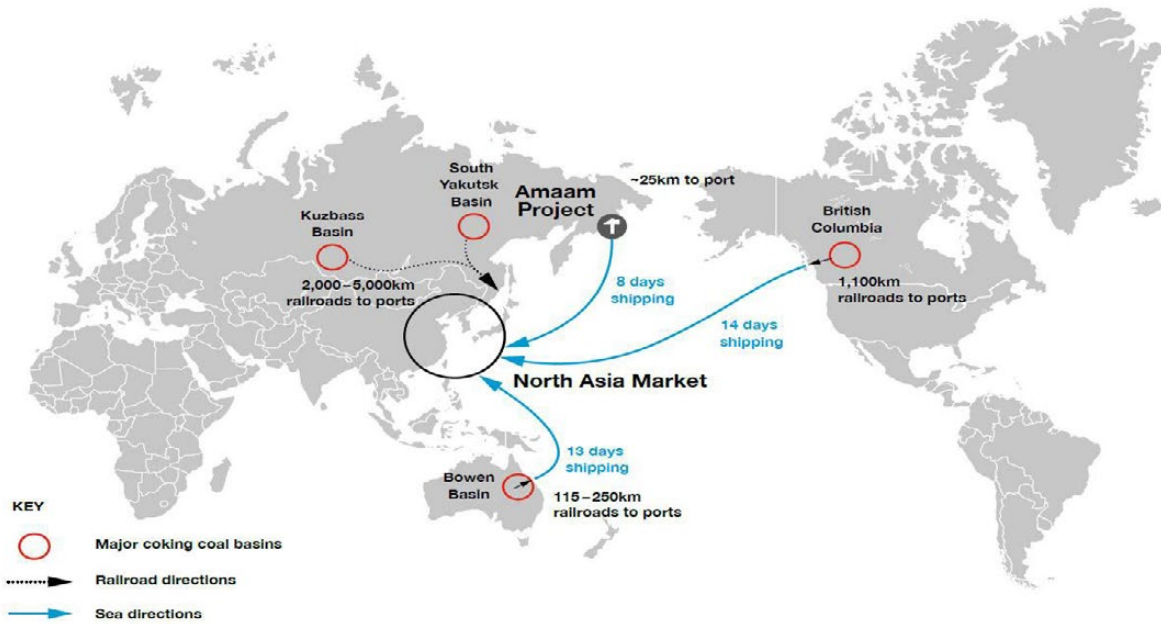 South
Yakutsk
Basin
Amaam
Project
~25km to port
Kuzbass
Basin
British
Columbia
2,000–5,000km
railroads to ports
8 days
shipping
1,100km
railroads to ports
14 days
shipping
North Asia Market
13 days
shipping
Bowen
Basin
115–250km
railroads to ports
KEY
Major coking coal basins
Railroad directions
Sea directions